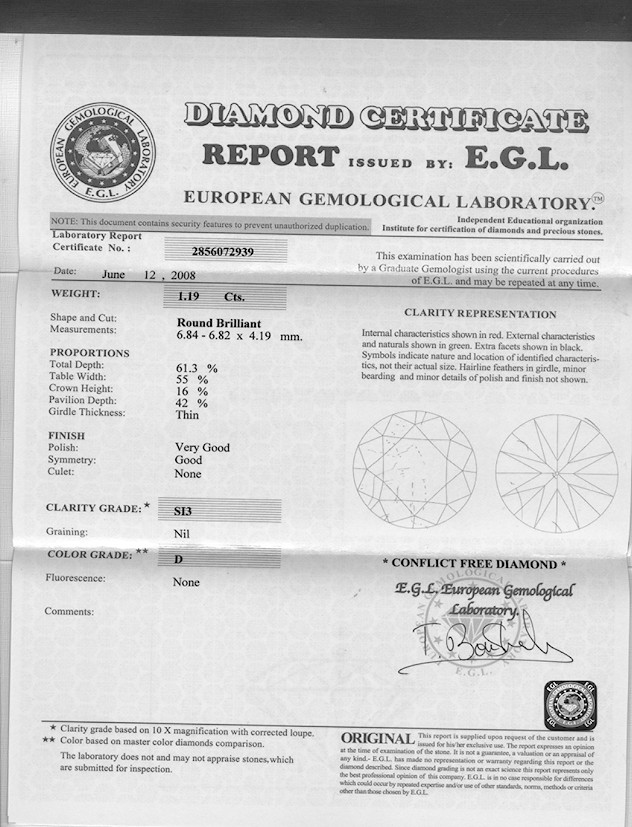 EUROPEAN GEMOLOGICAL LABORATORY
E.G.L.
DIAMOND CERTIFICATE
REPORT ISSUED BY: E.G.L.
EUROPEAN GEMOLOGICAL LABORATORY.™
NOTE: This document contains security features to prevent unauthorized duplication.
Independent Educational organization
Institute for certification of diamonds and precious stones.
Laboratory Report
Certificate No. : 2856072939
Date: June 12 , 2008
This examination has been scientifically carried out
by a Graduate Gemologist using the current procedures
of E.G.L. and may be repeated at any time.
WEIGHT: 1.19 Cts.
Shape and Cut: Round Brilliant
Measurements: 6.84 - 6.82 x 4.19 mm.
PROPORTIONS
Total Depth: 61.3 %
Table Width: 55 %
Crown Height: 16 %
Pavilion Depth: 42 %
Girdle Thickness: Thin
FINISH
Polish: Very Good
Symmetry: Good
Culet: None
CLARITY GRADE:* SI3
Graining: Nil
COLOR GRADE:** D
Fluorescence: None
Comments:
CLARITY REPRESENTATION
Internal characteristics shown in red. External characteristics
and naturals shown in green. Extra facets shown in black.
Symbols indicate nature and location of identified characteris-
tics, not their actual size. Hairline feathers in girdle, minor
bearding and minor details of polish and finish not shown.
* CONFLICT FREE DIAMOND *
E.G.L. European Gemological
Laboratory.
E.G.L.
EGL
EGL
EGL
EGL
* Clarity grade based on 10 X magnification with corrected loupe.
** Color based on master color diamonds comparison.
The laboratory does not and may not appraise stones,which
are submitted for inspection.
ORIGINAL This report is supplied upon request of the customer and is
issued for his/her exclusive use. The report expresses an opinion
at the time of examination of the stone. It is not a guarantee, a valuation or an appraisal of
any kind.- E.G.L. has made no representation or warranty regarding this report or the
diamond described. Since diamond grading is not an exact science this report represents only
the best professional opinion of this company. E.G.L. is in no case responsible for differences
which could occur by repeated expertise and/or use of other standards, norms, methods or criteria
other than those chosen by E.G.L.